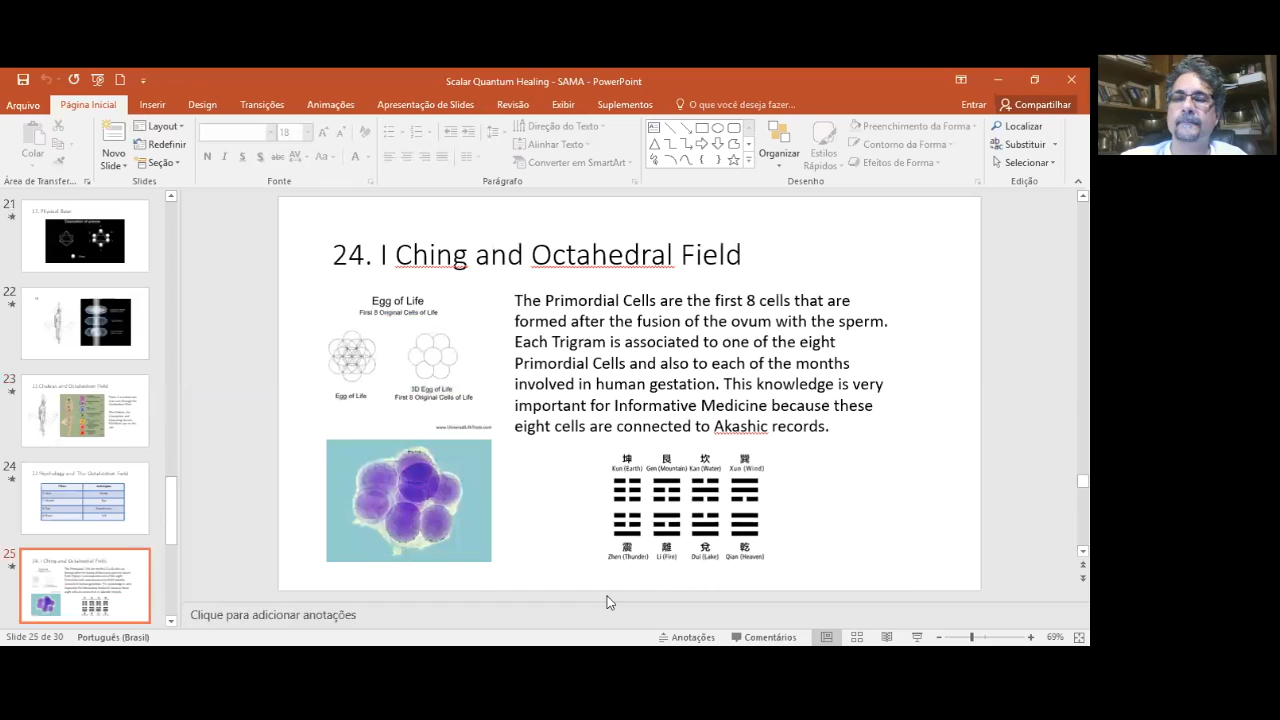 Scalar Quantum Healing - SAMA - PowerPoint
Arquivo Página Inicial Inserir Design Transições Animações Apresentação de Slides Revisão Exibir Suplementos O que você deseja fazer... Entrar Compartilhar
Colar
Novo Slide
Layout
Redefinir
Seção
18
N I S S abc AV Aa A
Direção do Texto
Alinhar Texto
Converter em SmartArt
Organizar
Estilos Rápidos
Preenchimento da Forma
Contorno da Forma
Efeitos de Forma
Localizar
Substituir
Selecionar
Área de Transfer...
Slides
Fonte
Parágrafo
Desenho
Edição
21
22
23
24
25
24. I Ching and Octahedral Field
Egg of Life
First 8 Original Cells of Life
Egg of Life
3D Egg of Life
First 8 Original Cells of Life
The Primordial Cells are the first 8 cells that are
formed after the fusion of the ovum with the sperm.
Each Trigram is associated to one of the eight
Primordial Cells and also to each of the months
involved in human gestation. This knowledge is very
important for Informative Medicine because these
eight cells are connected to Akashic records.
坤 艮 坎 巽
Kun (Earth) Gen (Mountain) Kan (Water) Xun (Wind)
震 離 兌 乾
Zhen (Thunder) Li (Fire) Dui (Lake) Qian (Heaven)
Clique para adicionar anotações
Slide 25 de 30 Português (Brasil) Anotações Comentários 69%